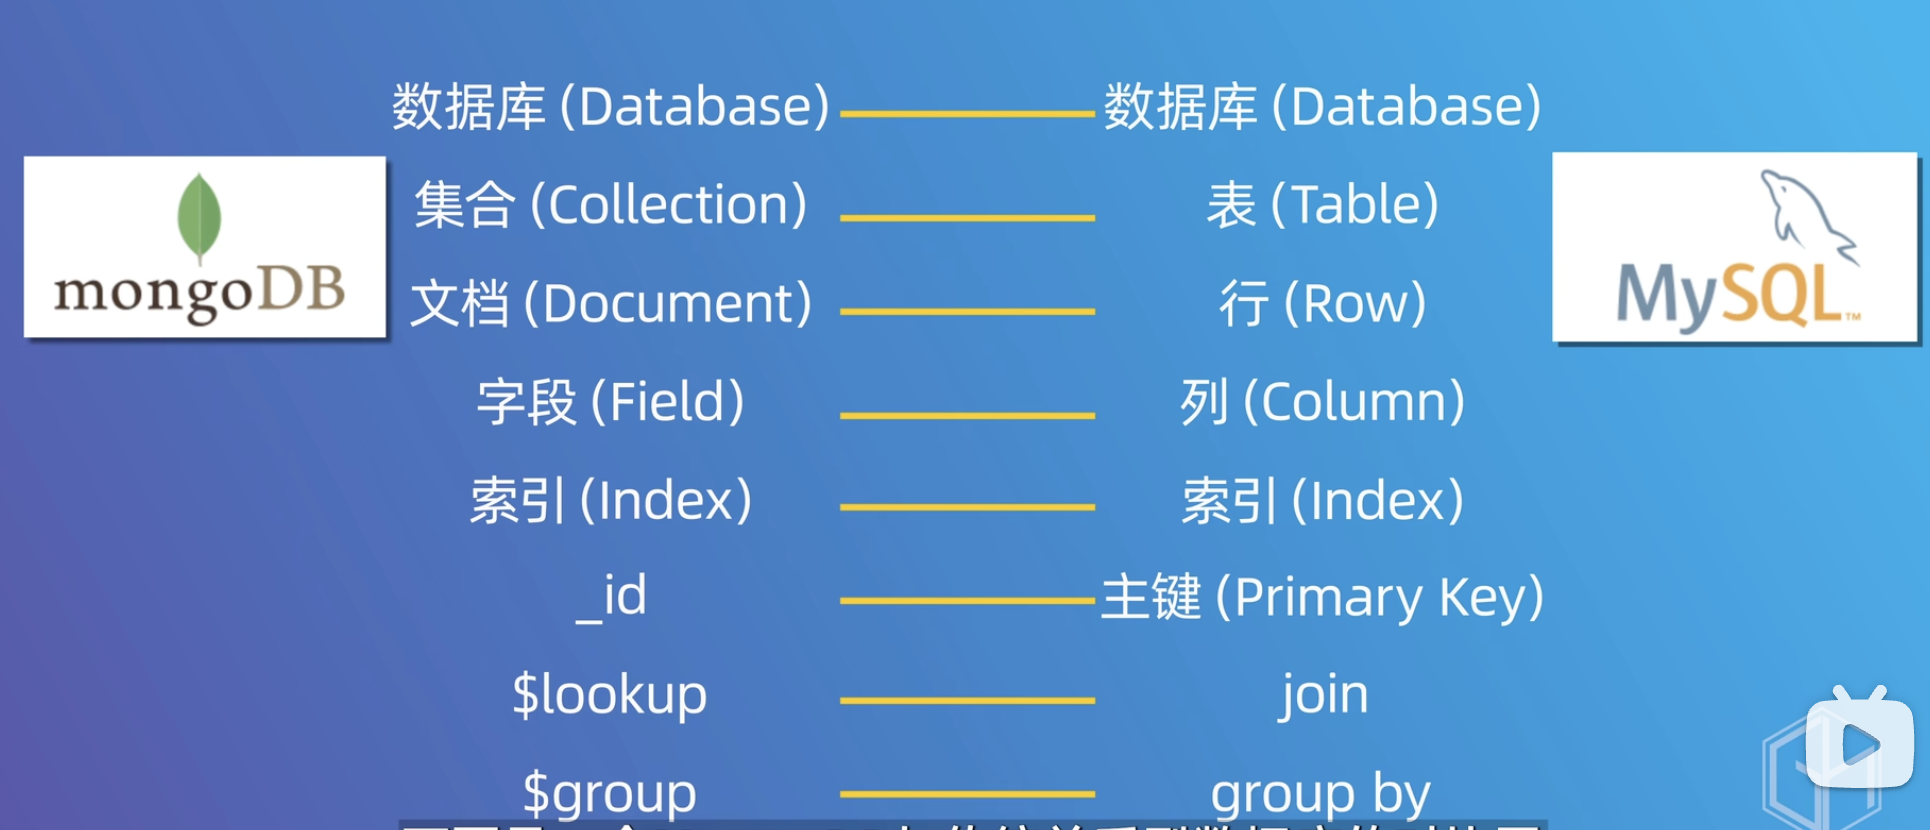 数据库 (Database) 数据库 (Database)
集合 (Collection) 表 (Table)
mongoDB
MySQL™
文档 (Document) 行 (Row)
字段 (Field) 列 (Column)
索引 (Index) 索引 (Index)
_id 主键 (Primary Key)
$lookup join
$group group by